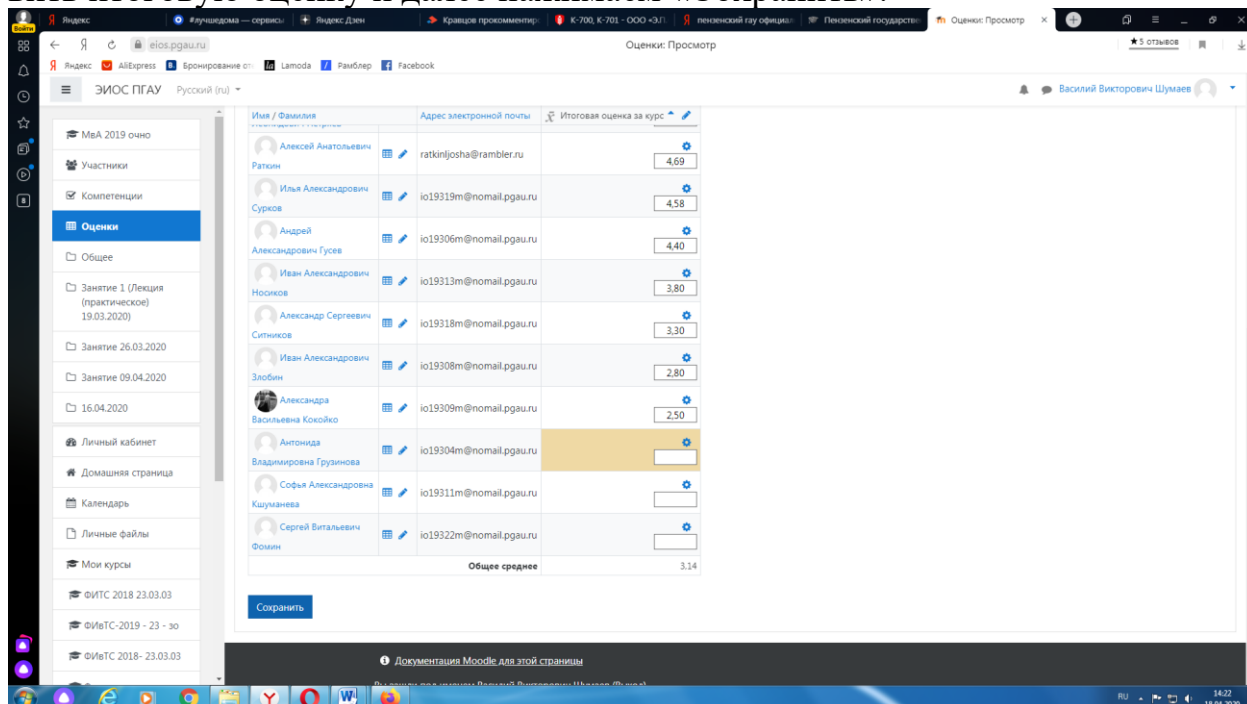 вить итоговую оценку и далее нажимаем «Сохранить».
Войти
Яндекс
#лучшедома — сервисы
Яндекс.Дзен
Кравцов прокомментир
К-700, К-701 - ООО «Э.П.
пензенский гау официал
Пензенский государстве
Оценки: Просмотр
eios.pgau.ru
Оценки: Просмотр
★ 5 отзывов
Яндекс
AliExpress
Бронирование от
Lamoda
Рамблер
Facebook
ЭИОС ПГАУ
Русский (ru)
Василий Викторович Шумаев
МвА 2019 очно
Участники
Компетенции
Оценки
Общее
Занятие 1 (Лекция
(практическое)
19.03.2020)
Занятие 26.03.2020
Занятие 09.04.2020
16.04.2020
Личный кабинет
Домашняя страница
Календарь
Личные файлы
Мои курсы
ФИТС 2018 23.03.03
ФИвТС-2019 - 23 - зо
ФИвТС 2018- 23.03.03
Имя / Фамилия
Адрес электронной почты
x̄ Итоговая оценка за курс
Алексей Анатольевич
Раткин
ratkinljosha@rambler.ru
4,69
Илья Александрович
Сурков
io19319m@nomail.pgau.ru
4,58
Андрей
Александрович Гусев
io19306m@nomail.pgau.ru
4,40
Иван Александрович
Носиков
io19313m@nomail.pgau.ru
3,80
Александр Сергеевич
Ситников
io19318m@nomail.pgau.ru
3,30
Иван Александрович
Злобин
io19308m@nomail.pgau.ru
2,80
Александра
Васильевна Кокойко
io19309m@nomail.pgau.ru
2,50
Антонида
Владимировна Грузинова
io19304m@nomail.pgau.ru
Софья Александровна
Кшуманева
io19311m@nomail.pgau.ru
Сергей Витальевич
Фомин
io19322m@nomail.pgau.ru
Общее среднее
3,14
Сохранить
Документация Moodle для этой страницы
RU
14:22